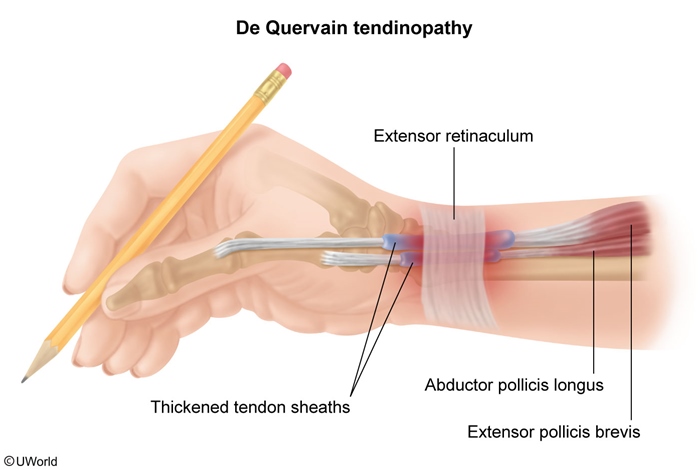 De Quervain tendinopathy
Extensor retinaculum
Abductor pollicis longus
Thickened tendon sheaths
Extensor pollicis brevis
©UWorld